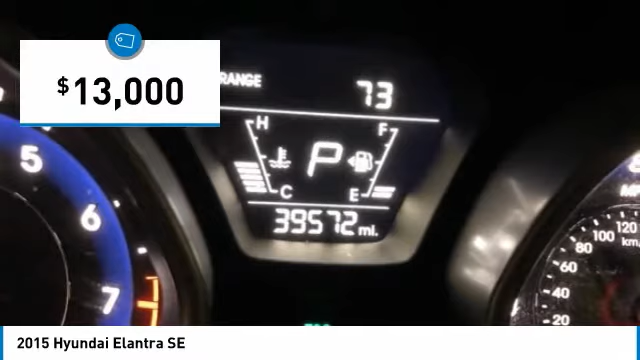 $13,000
RANGE 73
H F
P
C E
39572 mi.
5
6
7
120
100 km/
80
60
40
20
2015 Hyundai Elantra SE